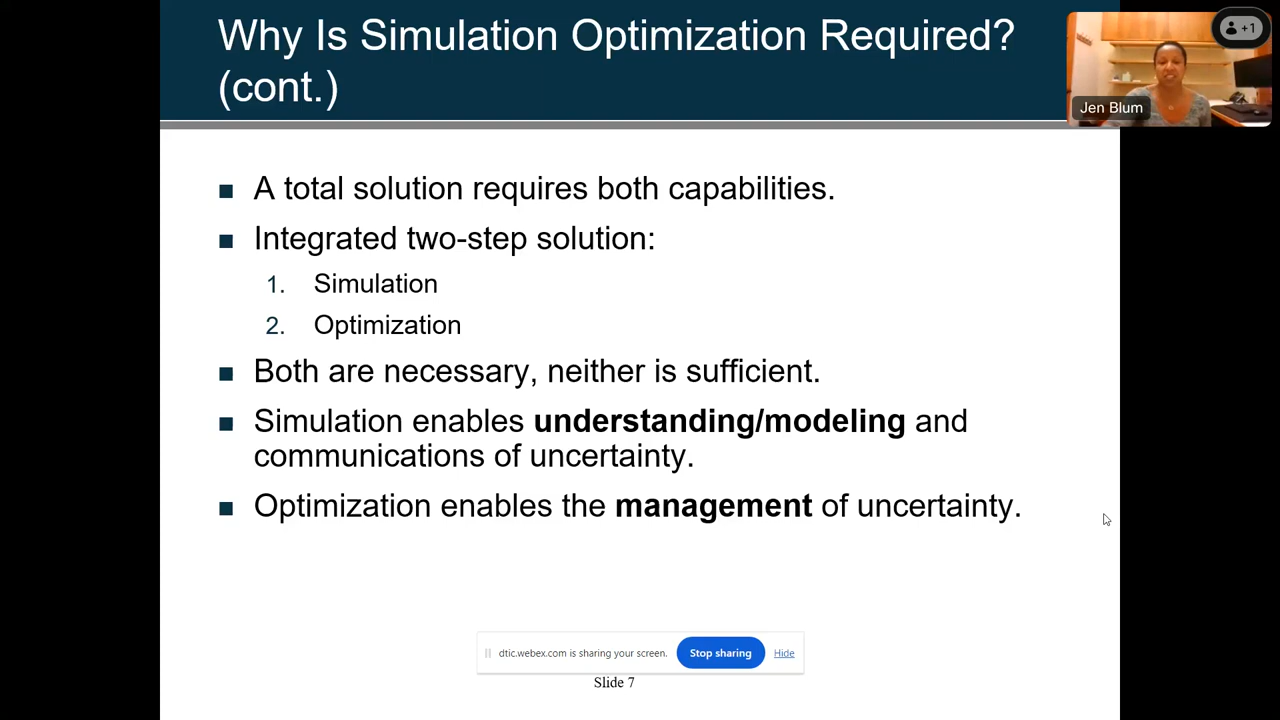 Why Is Simulation Optimization Required?
(cont.)
+1
Jen Blum
■ A total solution requires both capabilities.
■ Integrated two-step solution:
1. Simulation
2. Optimization
■ Both are necessary, neither is sufficient.
■ Simulation enables understanding/modeling and
communications of uncertainty.
■ Optimization enables the management of uncertainty.
dtic.webex.com is sharing your screen. Stop sharing Hide
Slide 7